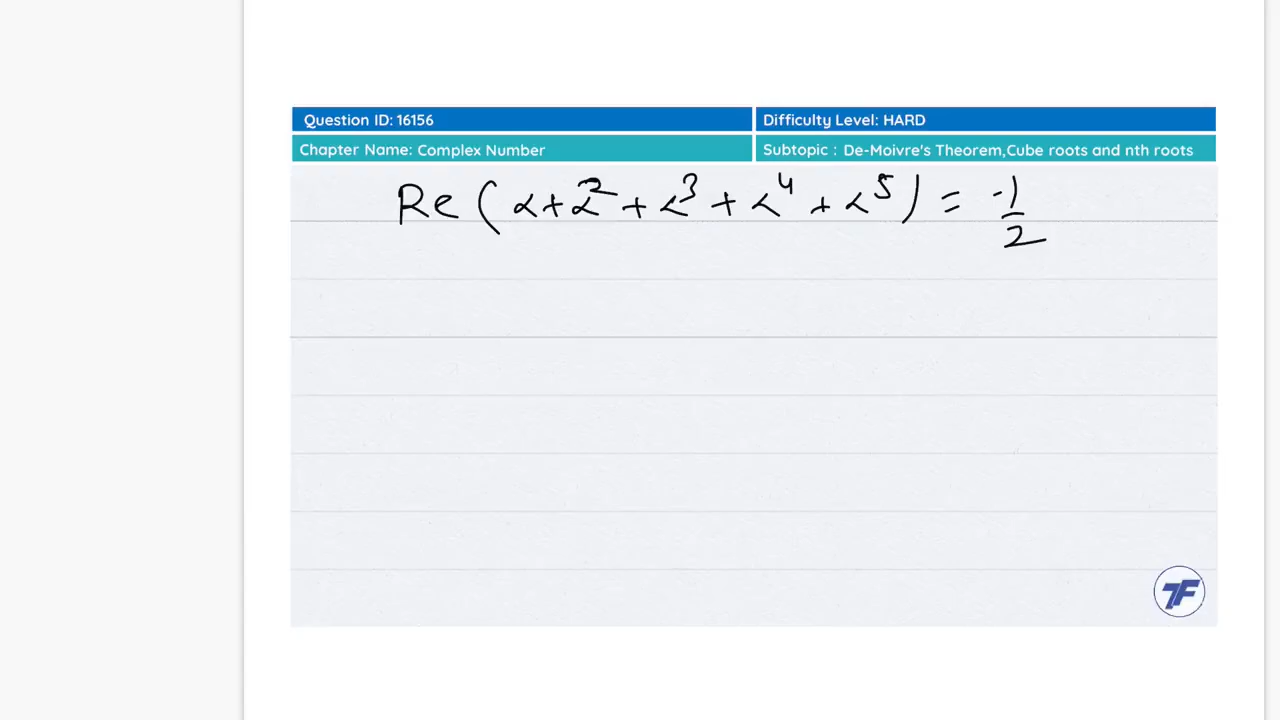 Question ID: 16156
Difficulty Level: HARD
Chapter Name: Complex Number
Subtopic : De-Moivre's Theorem,Cube roots and nth roots
Re(α+α²+α³+α⁴+α⁵) = -1/2
TF